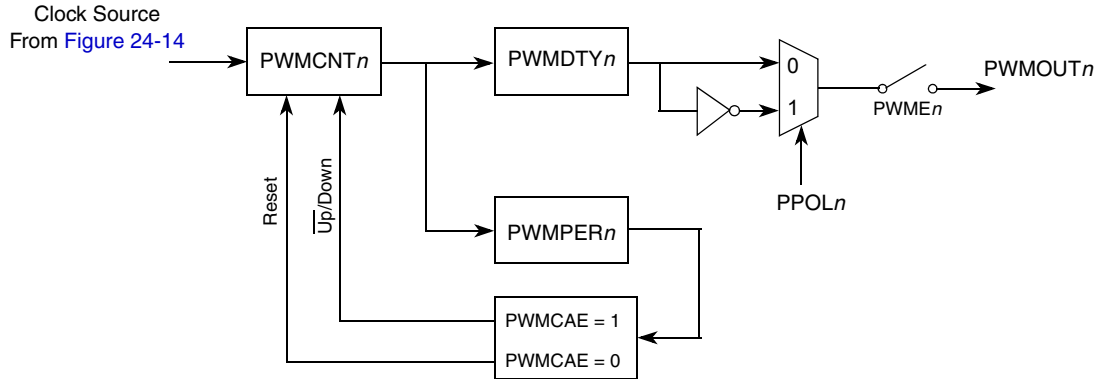 Clock Source
From Figure 24-14
PWMCNTn
PWMDTYn
0
1
PWMEn
PWMOUTn
PPOLn
Reset
Up/Down
PWMPERn
PWMCAE = 1
PWMCAE = 0